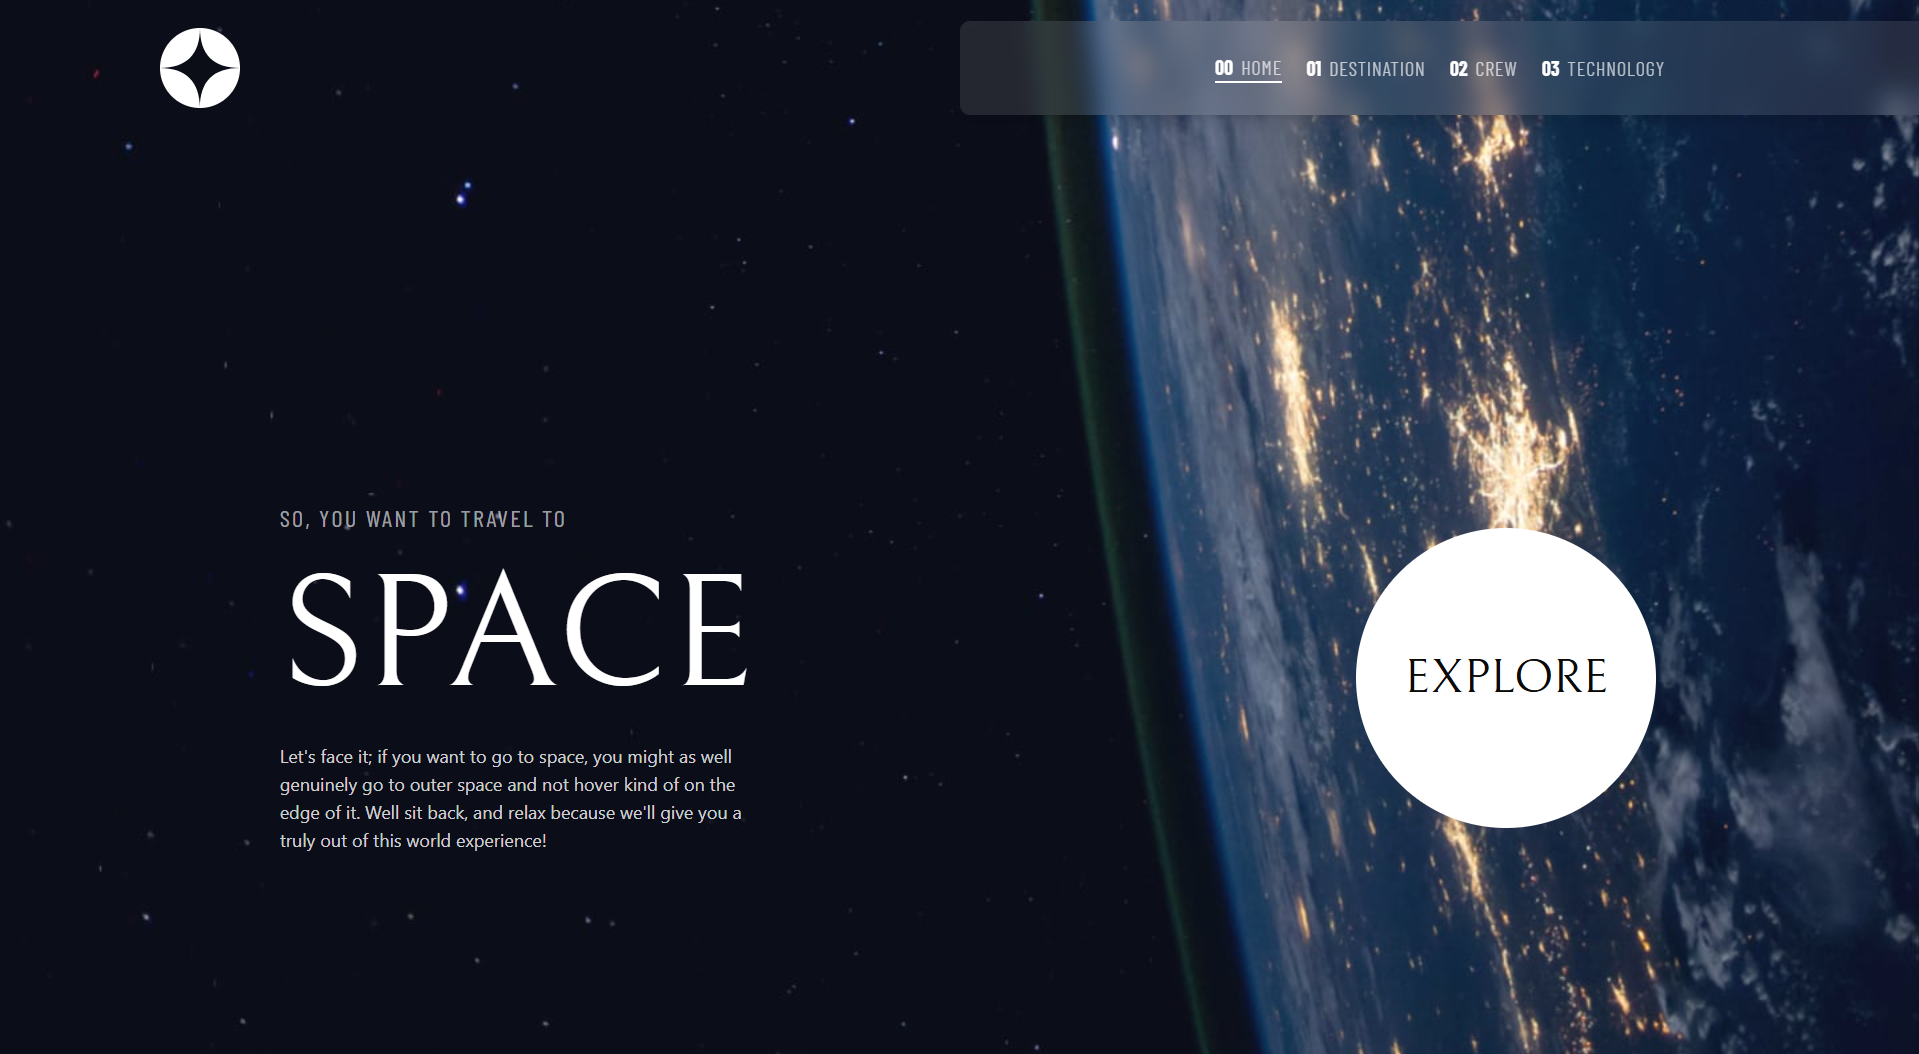 00 HOME 01 DESTINATION 02 CREW 03 TECHNOLOGY
SO, YOU WANT TO TRAVEL TO
SPACE
Let's face it; if you want to go to space, you might as well
genuinely go to outer space and not hover kind of on the
edge of it. Well sit back, and relax because we'll give you a
truly out of this world experience!
EXPLORE